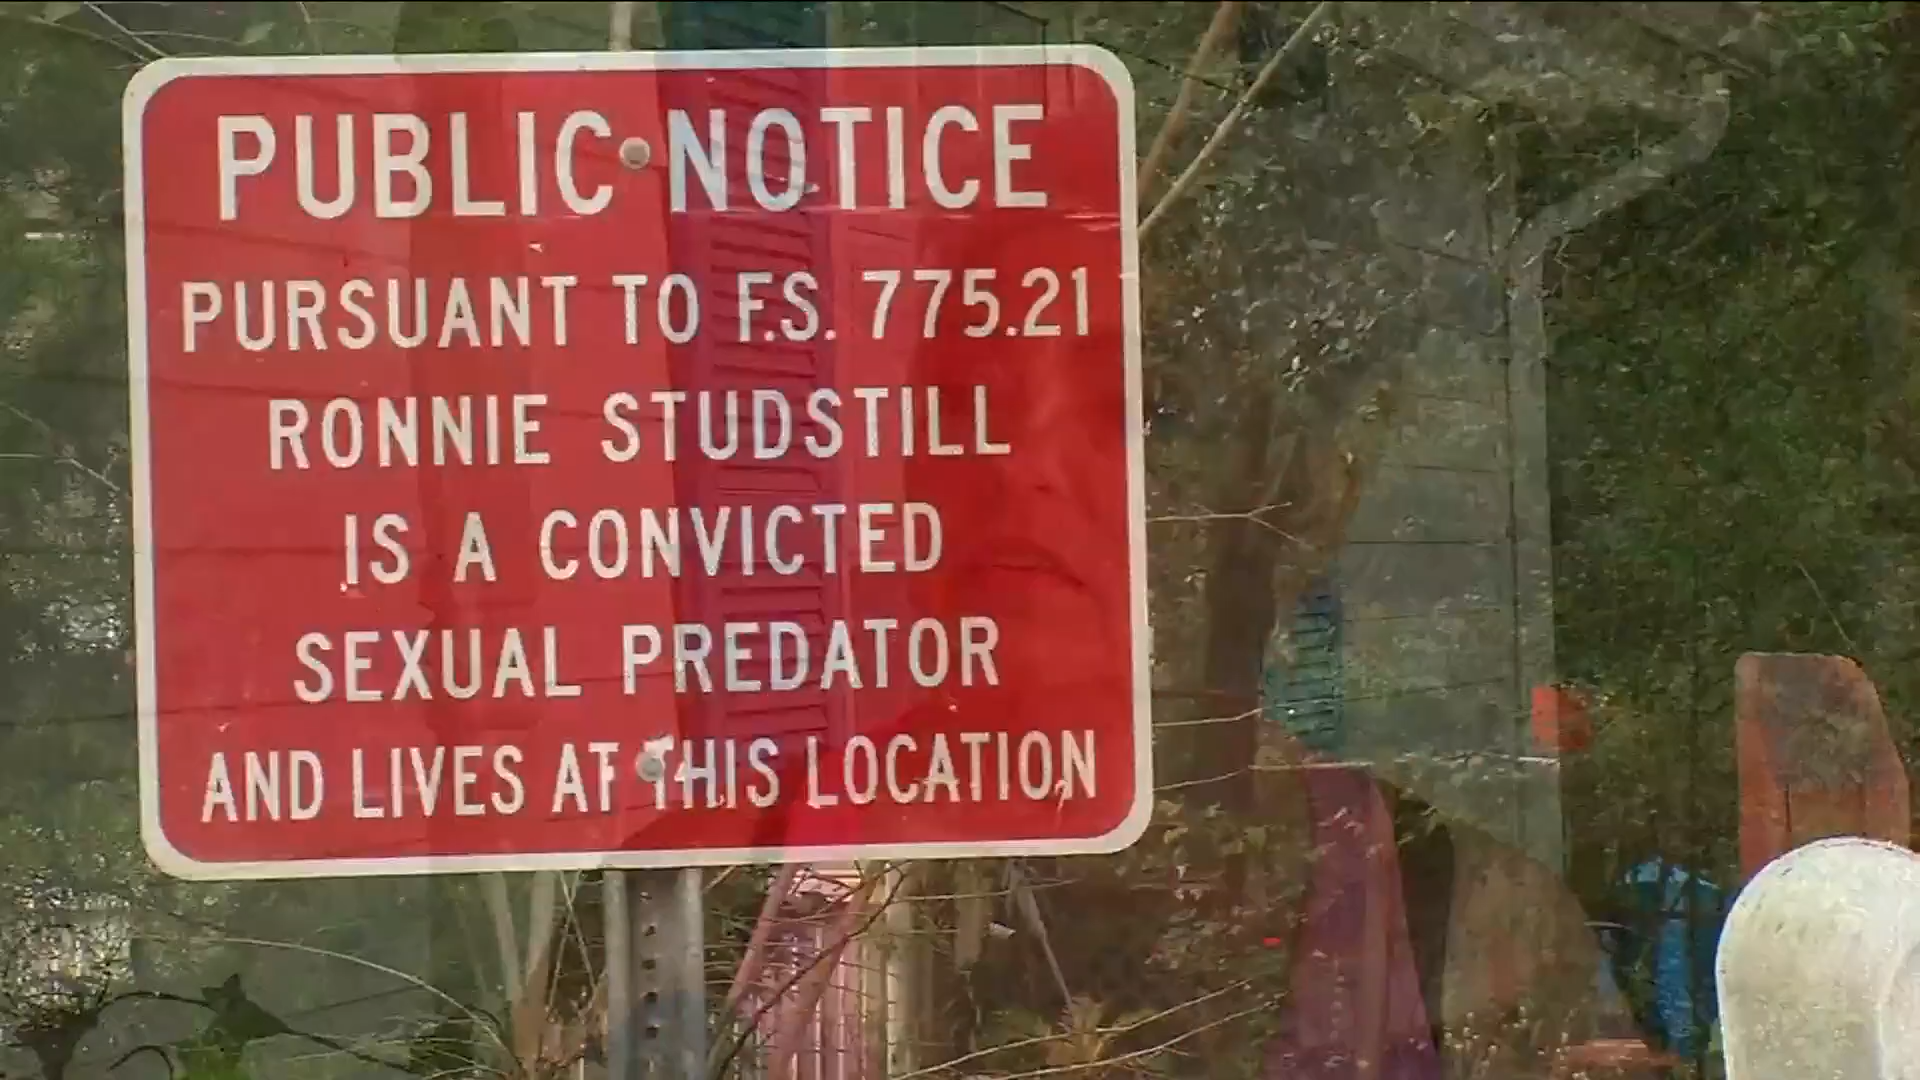 PUBLIC NOTICE
PURSUANT TO F.S. 775.21
RONNIE STUDSTILL
IS A CONVICTED
SEXUAL PREDATOR
AND LIVES AT THIS LOCATION